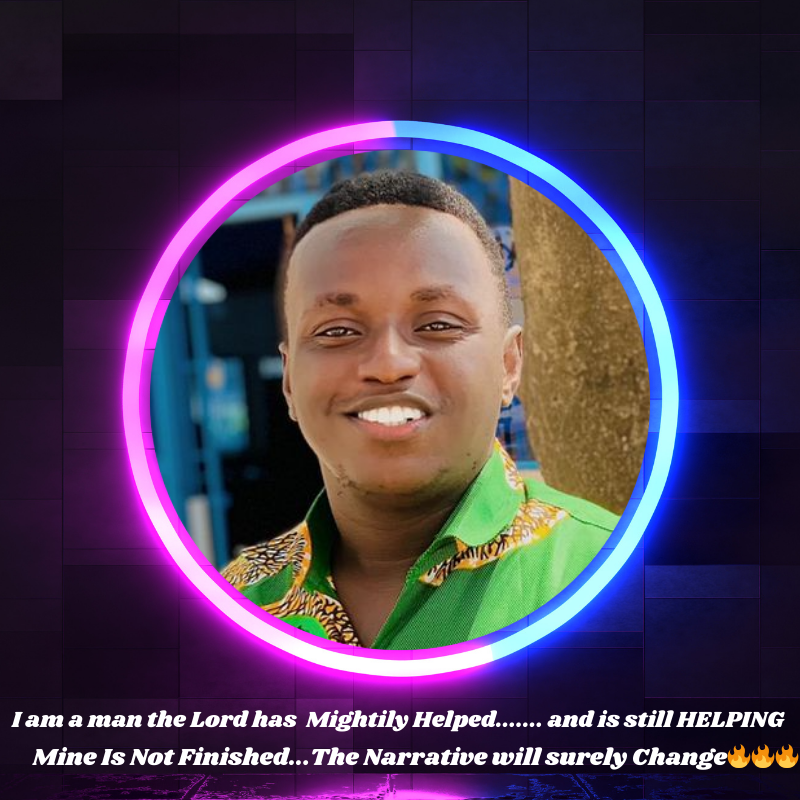 I am a man the Lord has Mightily Helped....... and is still HELPING
Mine Is Not Finished...The Narrative will surely Change🔥🔥🔥